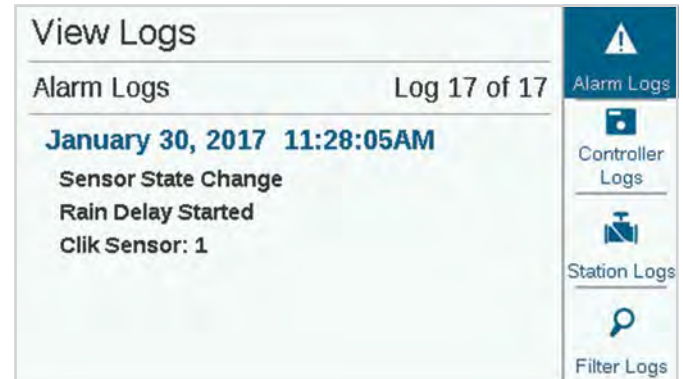 View Logs
Alarm Logs
Log 17 of 17
January 30, 2017 11:28:05AM
Sensor State Change
Rain Delay Started
Clik Sensor: 1
Alarm Logs
Controller
Logs
Station Logs
Filter Logs